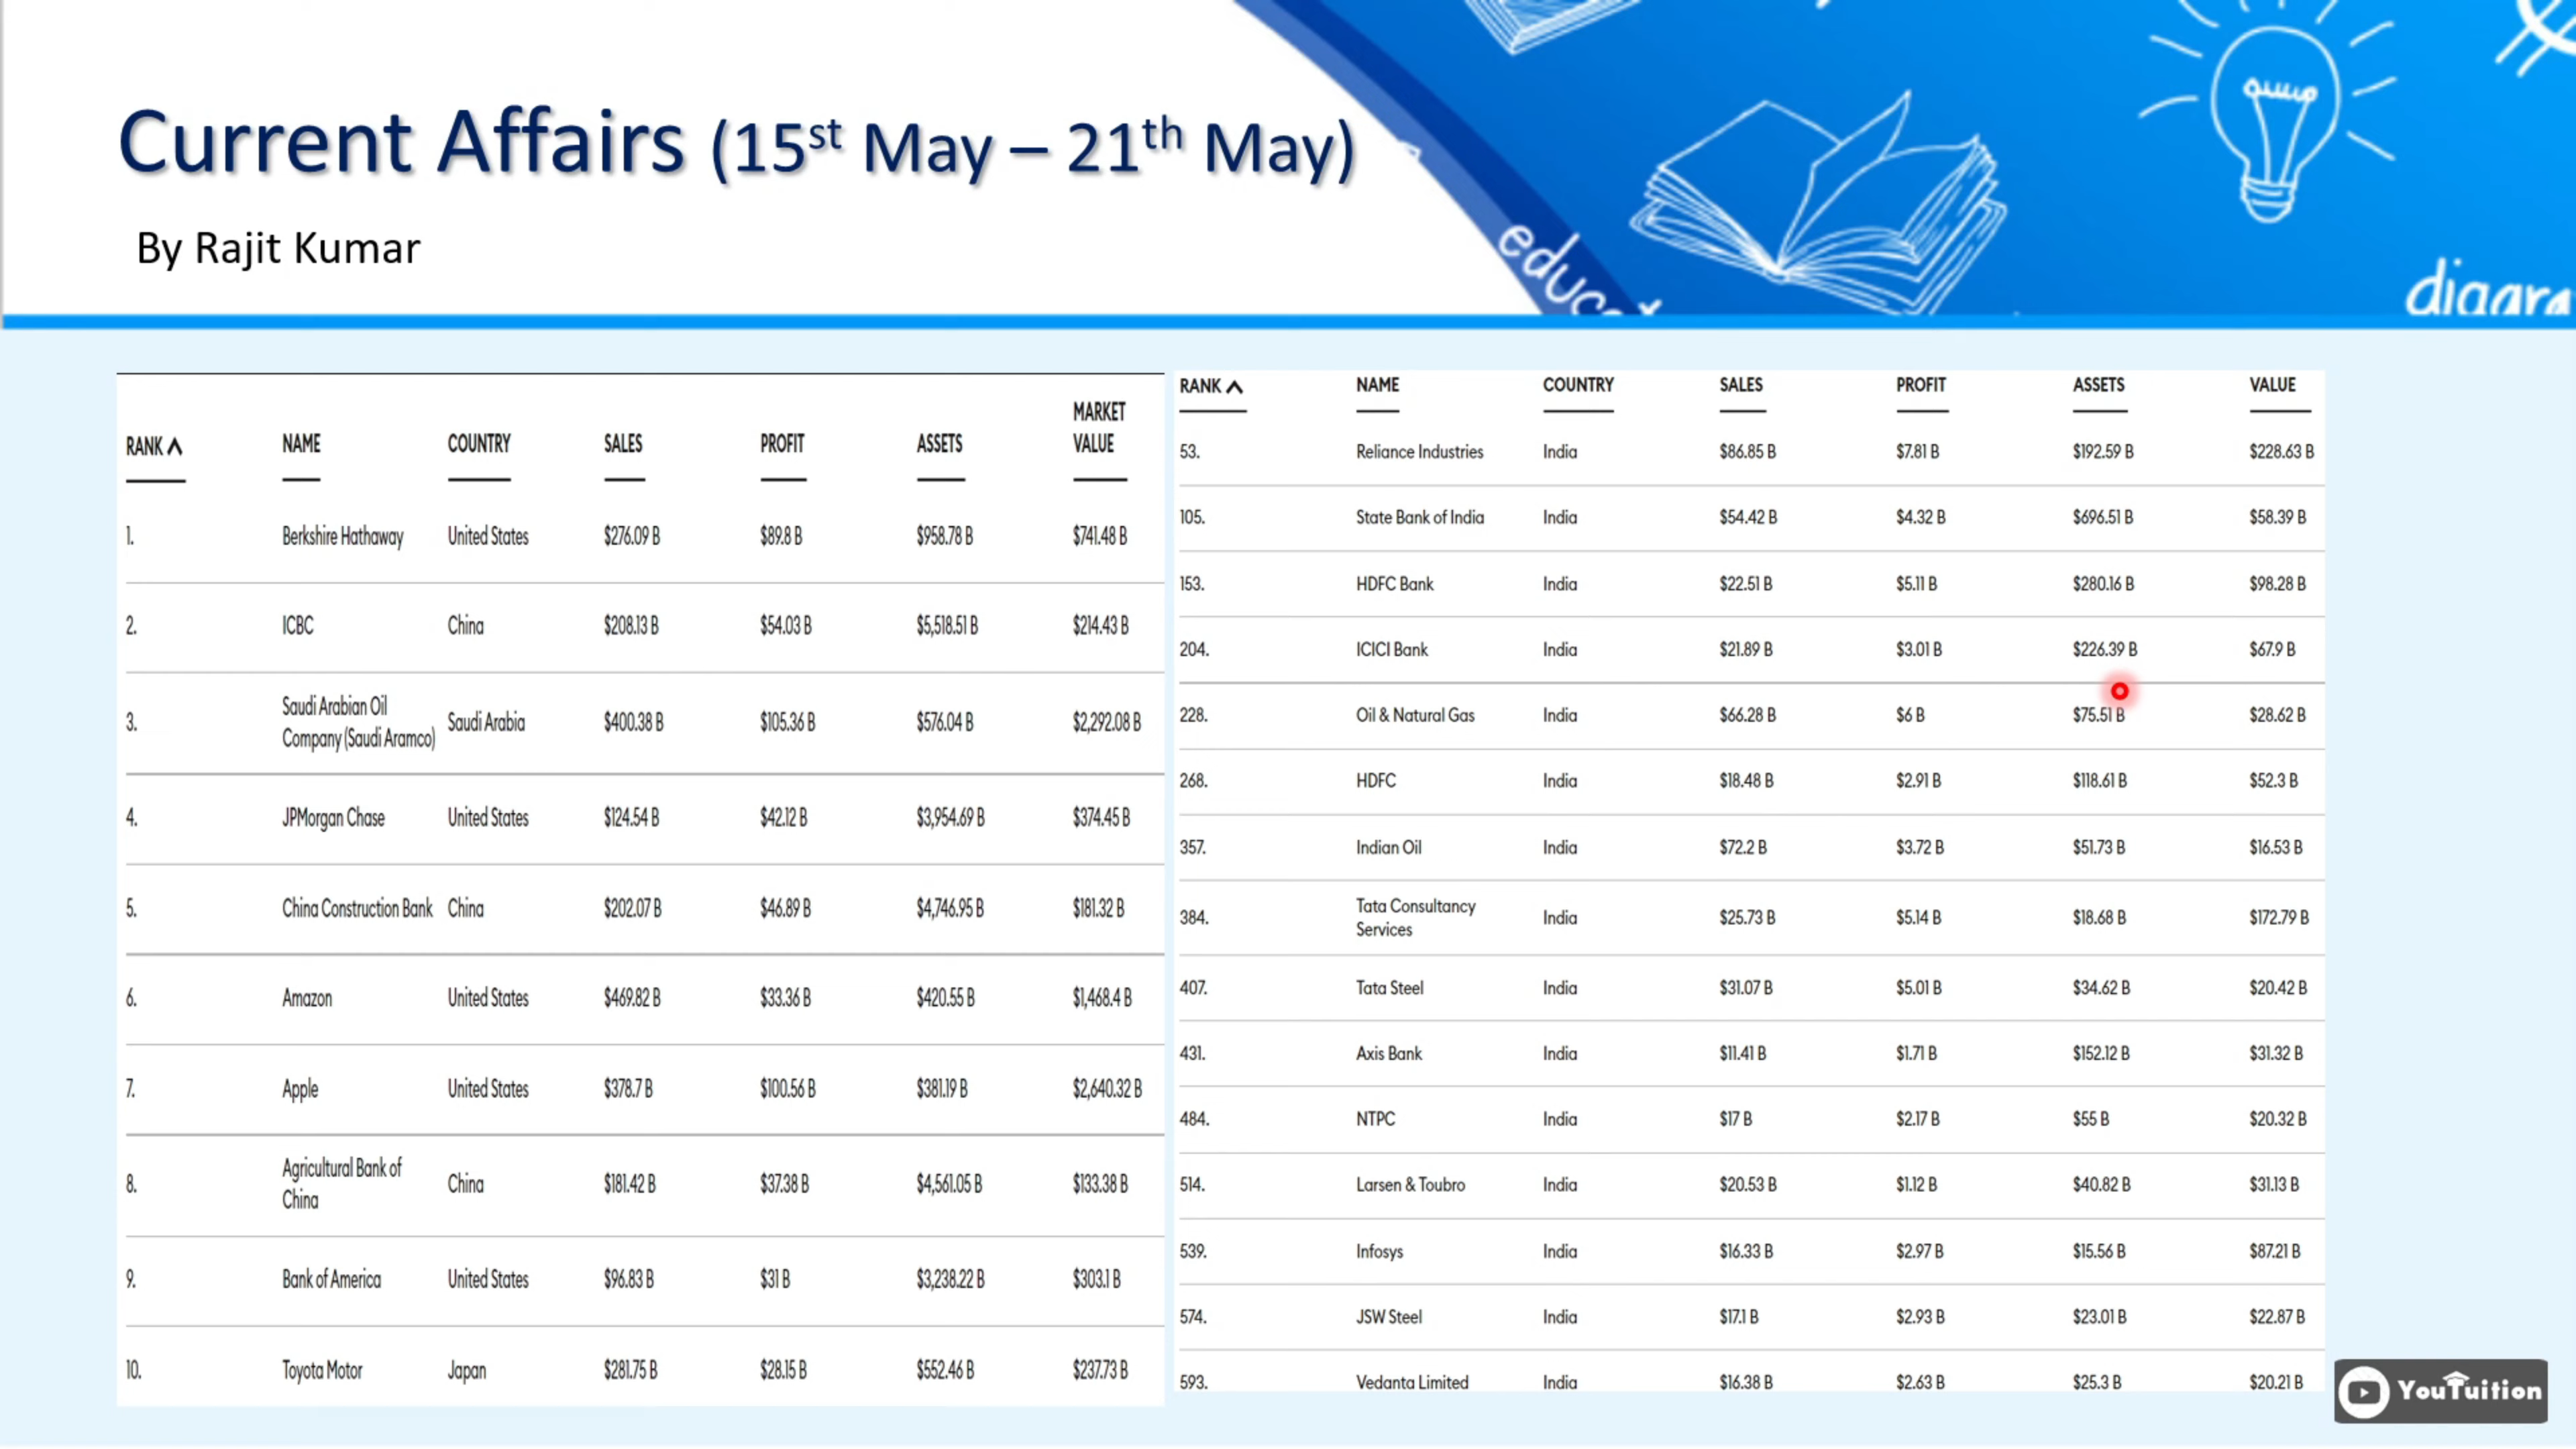 Current Affairs (15st May – 21th May)
By Rajit Kumar
educat
diagra
RANK NAME COUNTRY SALES PROFIT ASSETS MARKET VALUE
1. Berkshire Hathaway United States $276.09 B $89.8 B $958.78 B $741.48 B
2. ICBC China $208.13 B $54.03 B $5,518.51 B $214.43 B
3. Saudi Arabian Oil Company (Saudi Aramco) Saudi Arabia $400.38 B $105.36 B $576.04 B $2,292.08 B
4. JPMorgan Chase United States $124.54 B $42.12 B $3,954.69 B $374.45 B
5. China Construction Bank China $202.07 B $46.89 B $4,746.95 B $181.32 B
6. Amazon United States $469.82 B $33.36 B $420.55 B $1,468.4 B
7. Apple United States $378.7 B $100.56 B $381.19 B $2,640.32 B
8. Agricultural Bank of China China $181.42 B $37.38 B $4,561.05 B $133.38 B
9. Bank of America United States $96.83 B $31 B $3,238.22 B $303.1 B
10. Toyota Motor Japan $281.75 B $28.15 B $552.46 B $237.73 B
RANK NAME COUNTRY SALES PROFIT ASSETS VALUE
53. Reliance Industries India $86.85 B $7.81 B $192.59 B $228.63 B
105. State Bank of India India $54.42 B $4.32 B $696.51 B $58.39 B
153. HDFC Bank India $22.51 B $5.11 B $280.16 B $98.28 B
204. ICICI Bank India $21.89 B $3.01 B $226.39 B $67.9 B
228. Oil & Natural Gas India $66.28 B $6 B $75.51 B $28.62 B
268. HDFC India $18.48 B $2.91 B $118.61 B $52.3 B
357. Indian Oil India $72.2 B $3.72 B $51.73 B $16.53 B
384. Tata Consultancy Services India $25.73 B $5.14 B $18.68 B $172.79 B
407. Tata Steel India $31.07 B $5.01 B $34.62 B $20.42 B
431. Axis Bank India $11.41 B $1.71 B $152.12 B $31.32 B
484. NTPC India $17 B $2.17 B $55 B $20.32 B
514. Larsen & Toubro India $20.53 B $1.12 B $40.82 B $31.13 B
539. Infosys India $16.33 B $2.97 B $15.56 B $87.21 B
574. JSW Steel India $17.1 B $2.93 B $23.01 B $22.87 B
593. Vedanta Limited India $16.38 B $2.63 B $25.3 B $20.21 B
YouTuition